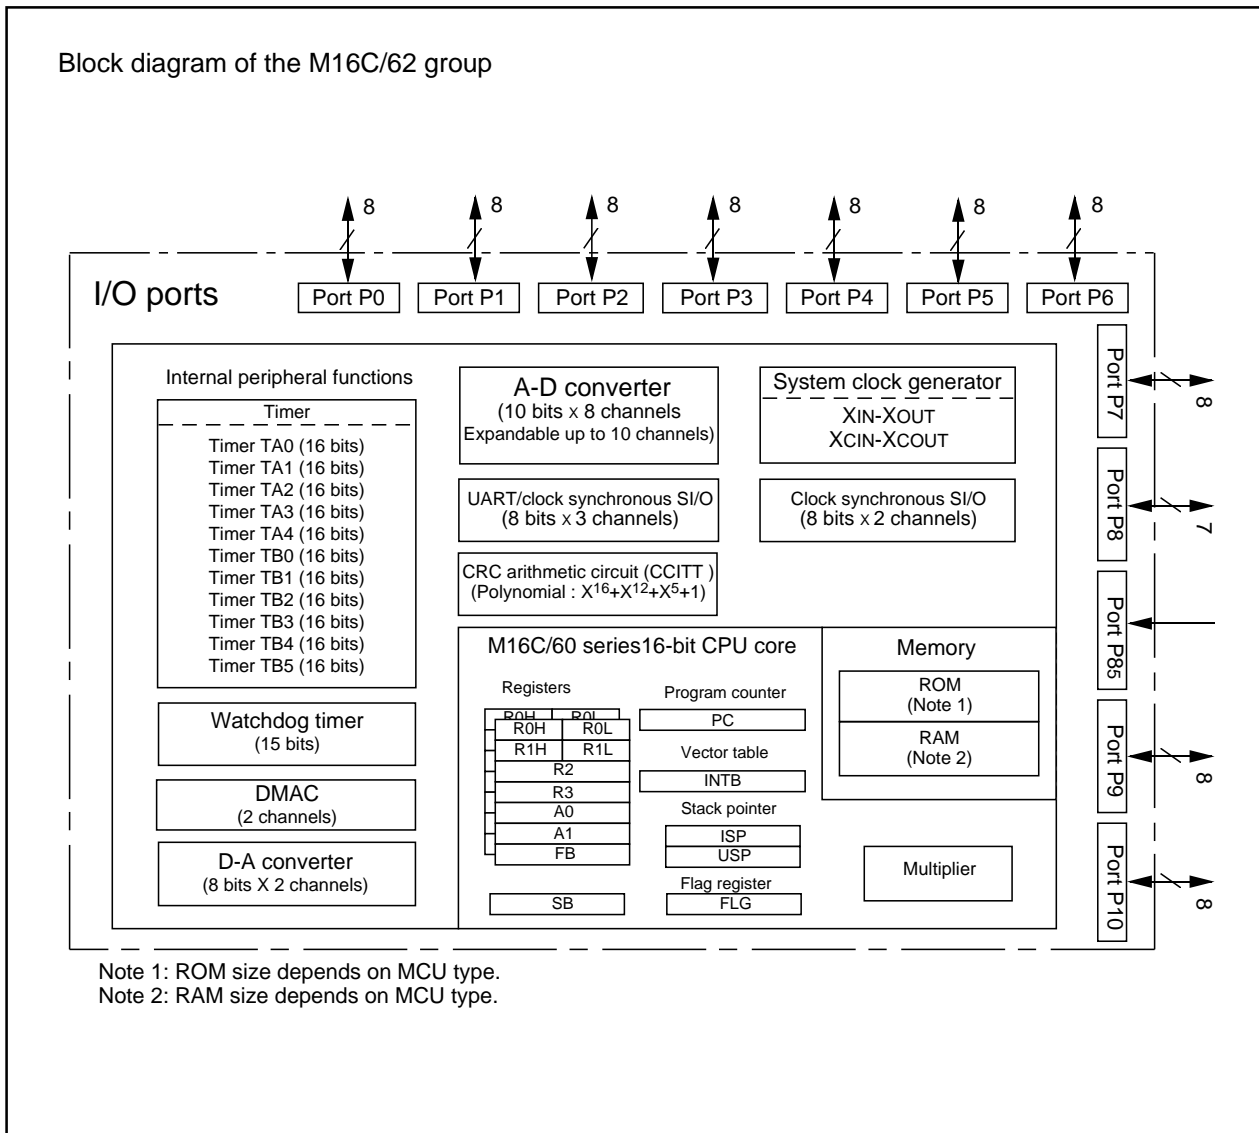 Block diagram of the M16C/62 group
8 8 8 8 8 8 8
I/O ports
Port P0 Port P1 Port P2 Port P3 Port P4 Port P5 Port P6
Internal peripheral functions
Timer
Timer TA0 (16 bits)
Timer TA1 (16 bits)
Timer TA2 (16 bits)
Timer TA3 (16 bits)
Timer TA4 (16 bits)
Timer TB0 (16 bits)
Timer TB1 (16 bits)
Timer TB2 (16 bits)
Timer TB3 (16 bits)
Timer TB4 (16 bits)
Timer TB5 (16 bits)
Watchdog timer
(15 bits)
DMAC
(2 channels)
D-A converter
(8 bits X 2 channels)
A-D converter
(10 bits x 8 channels
Expandable up to 10 channels)
UART/clock synchronous SI/O
(8 bits x 3 channels)
CRC arithmetic circuit (CCITT )
(Polynomial : X16+X12+X5+1)
System clock generator
XIN-XOUT
XCIN-XCOUT
Clock synchronous SI/O
(8 bits x 2 channels)
M16C/60 series16-bit CPU core
Registers
R0H R0L
R0H R0L
R1H R1L
R2
R3
A0
A1
FB
SB
Program counter
PC
Vector table
INTB
Stack pointer
ISP
USP
Flag register
FLG
Memory
ROM
(Note 1)
RAM
(Note 2)
Multiplier
Port P7
8
Port P8
7
Port P85
Port P9
8
Port P10
8
Note 1: ROM size depends on MCU type.
Note 2: RAM size depends on MCU type.